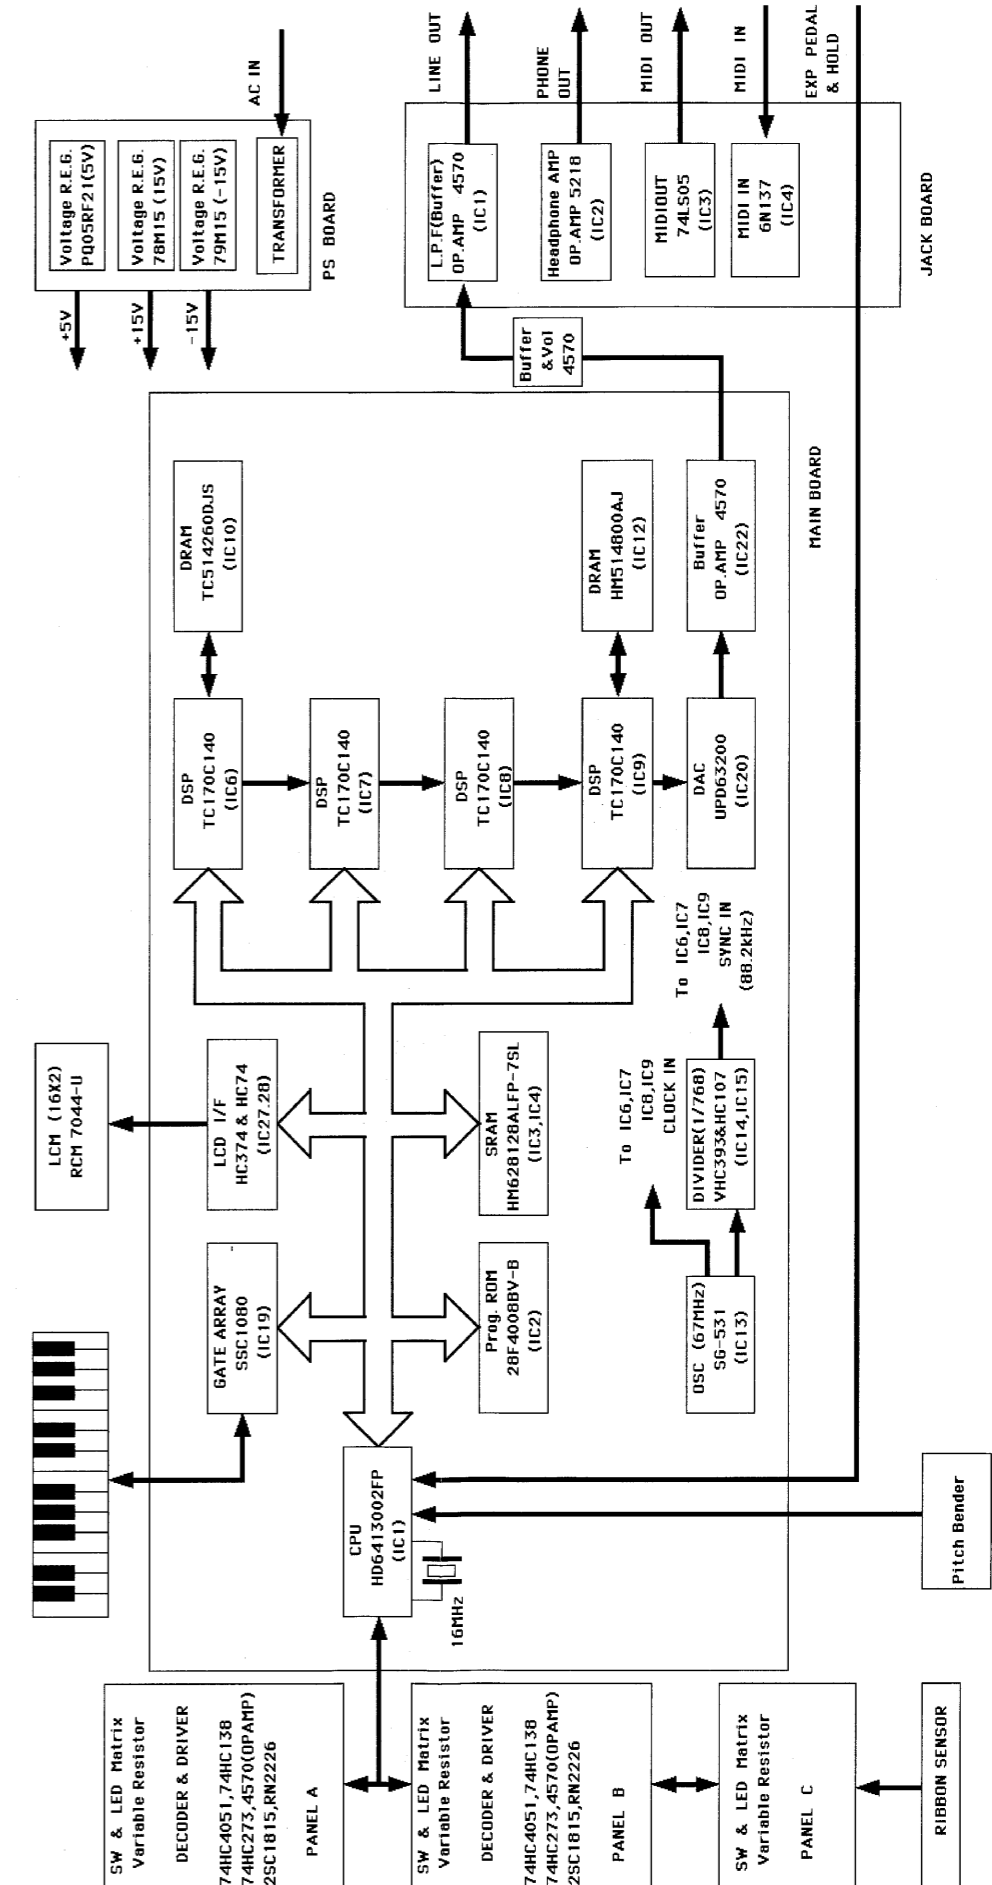 AC IN
Voltage R.E.G.
PQ05RF21(5V)
Voltage R.E.G.
78M15 (15V)
Voltage R.E.G.
79M15 (-15V)
TRANSFORMER
PS BOARD
+5V
+15V
-15V
LINE OUT
PHONE
OUT
MIDI OUT
MIDI IN
EXP PEDAL
& HOLD
L.P.F(Buffer)
OP.AMP 4570
(IC1)
Headphone AMP
OP.AMP 5218
(IC2)
MIDIOUT
74LS05
(IC3)
MIDI IN
6N137
(IC4)
JACK BOARD
Buffer
&Vol
4570
DRAM
TC514260DJS
(IC10)
DRAM
HM514800AJ
(IC12)
Buffer
OP.AMP 4570
(IC22)
MAIN BOARD
DSP
TC170C140
(IC6)
DSP
TC170C140
(IC7)
DSP
TC170C140
(IC8)
DSP
TC170C140
(IC9)
DAC
UPD63200
(IC20)
To IC6,IC7
IC8,IC9
SYNC IN
(88.2kHz)
LCM (16X2)
RCM 7044-U
LCD I/F
HC374 & HC74
(IC27.28)
SRAM
HM628128ALFP-7SL
(IC3,IC4)
To IC6,IC7
IC8,IC9
CLOCK IN
DIVIDER(1/768)
VHC393&HC107
(IC14,IC15)
GATE ARRAY
SSC1080
(IC19)
Prog. ROM
28F4008BV-B
(IC2)
OSC (67MHz)
SG-531
(IC13)
CPU
HD6413002FP
(IC1)
16MHz
Pitch Bender
SW & LED Matrix
Variable Resistor
DECODER & DRIVER
74HC4051,74HC138
74HC273,4570(OPAMP)
2SC1815,RN2226
PANEL A
SW & LED Matrix
Variable Resistor
DECODER & DRIVER
74HC4051,74HC138
74HC273,4570(OPAMP)
2SC1815,RN2226
PANEL B
SW & LED Matrix
Variable Resistor
PANEL C
RIBBON SENSOR